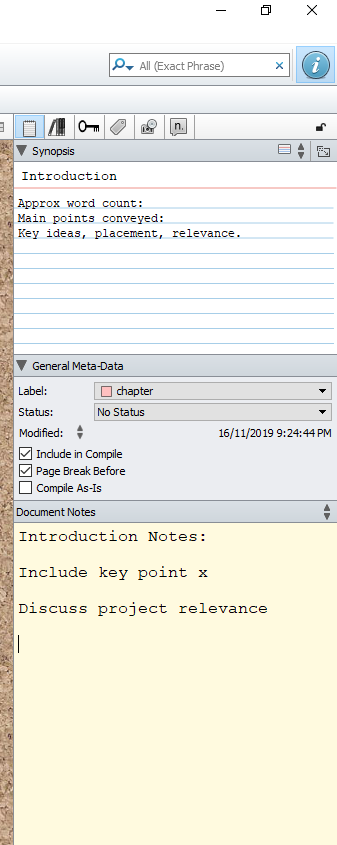 All (Exact Phrase)
n.
Synopsis
Introduction
Approx word count:
Main points conveyed:
Key ideas, placement, relevance.
General Meta-Data
Label: chapter
Status: No Status
Modified: 16/11/2019 9:24:44 PM
Include in Compile
Page Break Before
Compile As-Is
Document Notes
Introduction Notes:
Include key point x
Discuss project relevance